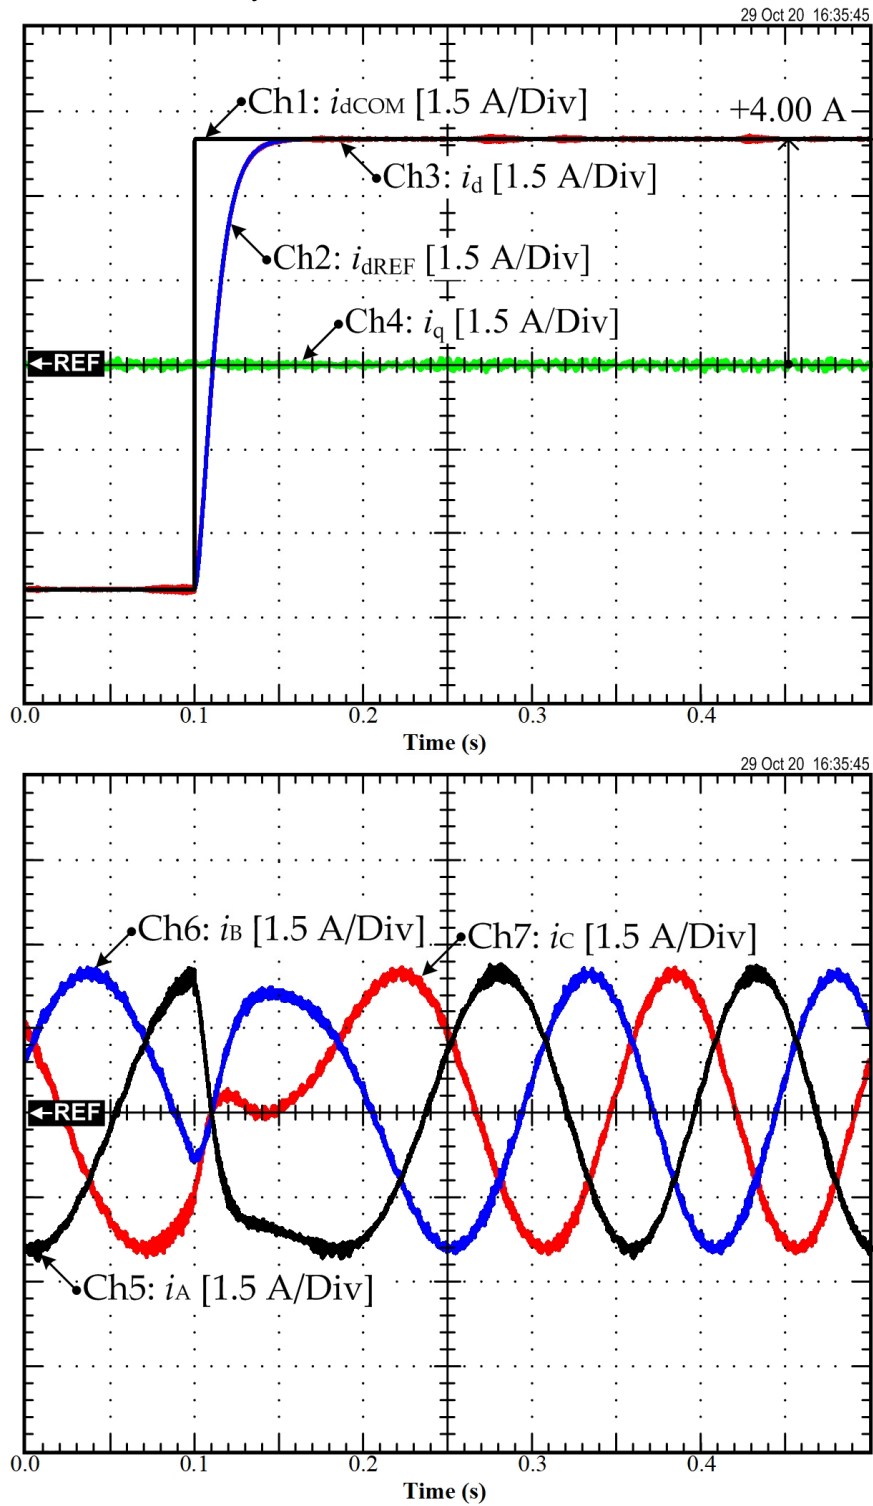 29 Oct 20 16:35:45
Ch1: idCOM [1.5 A/Div]
+4.00 A
Ch3: id [1.5 A/Div]
Ch2: idREF [1.5 A/Div]
Ch4: iq [1.5 A/Div]
←REF
0.0 0.1 0.2 0.3 0.4
Time (s)
29 Oct 20 16:35:45
Ch6: iB [1.5 A/Div]
Ch7: iC [1.5 A/Div]
←REF
Ch5: iA [1.5 A/Div]
0.0 0.1 0.2 0.3 0.4
Time (s)